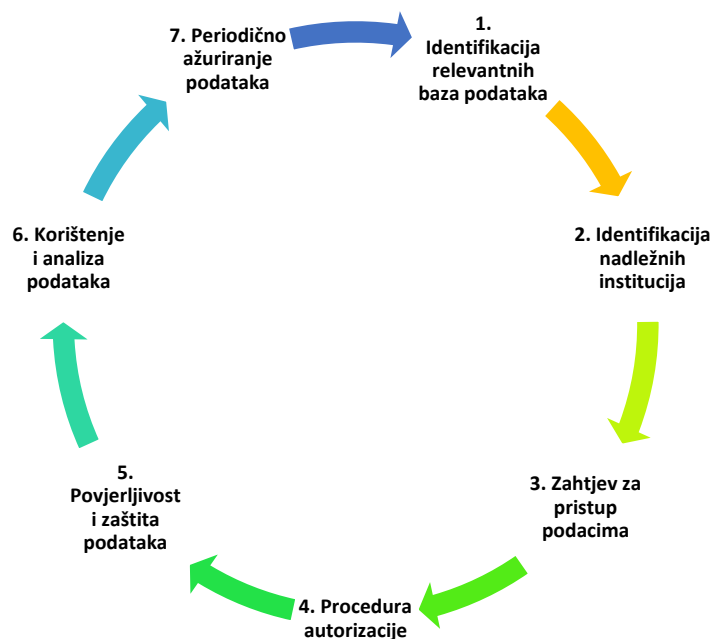 1.
Identifikacija
relevantnih
baza podataka
2. Identifikacija
nadležnih
institucija
3. Zahtjev za
pristup
podacima
4. Procedura
autorizacije
5.
Povjerljivost
i zaštita
podataka
6. Korištenje
i analiza
podataka
7. Periodično
ažuriranje
podataka